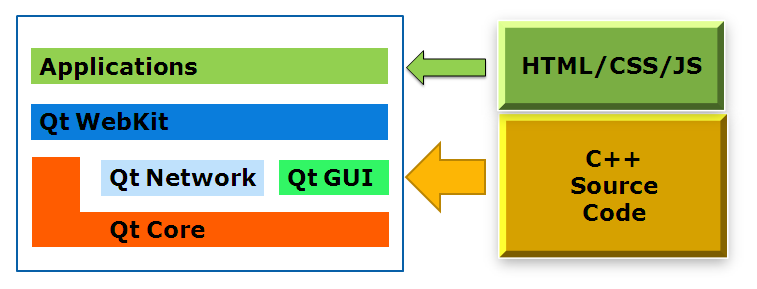 Applications
HTML/CSS/JS
Qt WebKit
Qt Network
Qt GUI
Qt Core
C++
Source
Code